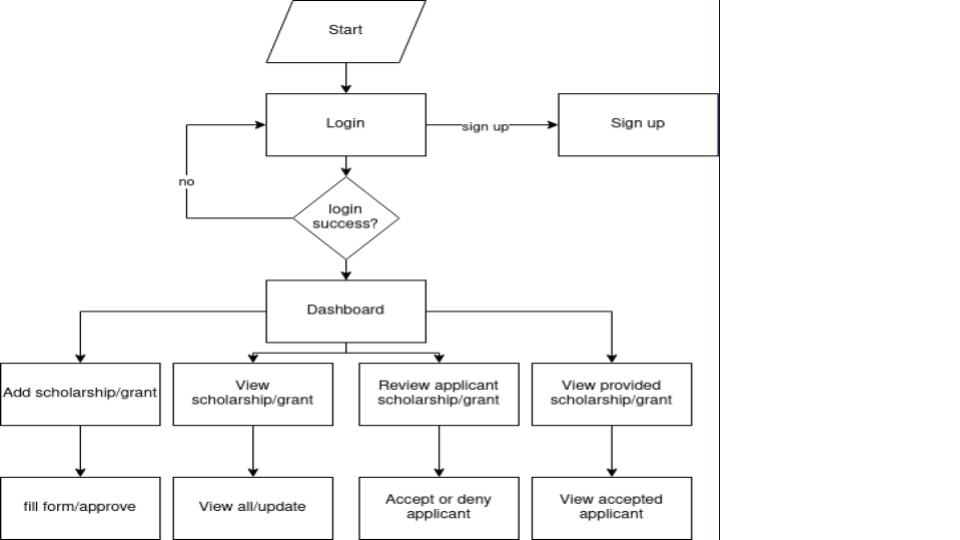 Start
Login
sign up
Sign up
no
login
success?
Dashboard
Add scholarship/grant
View
scholarship/grant
Review applicant
scholarship/grant
View provided
scholarship/grant
fill form/approve
View all/update
Accept or deny
applicant
View accepted
applicant